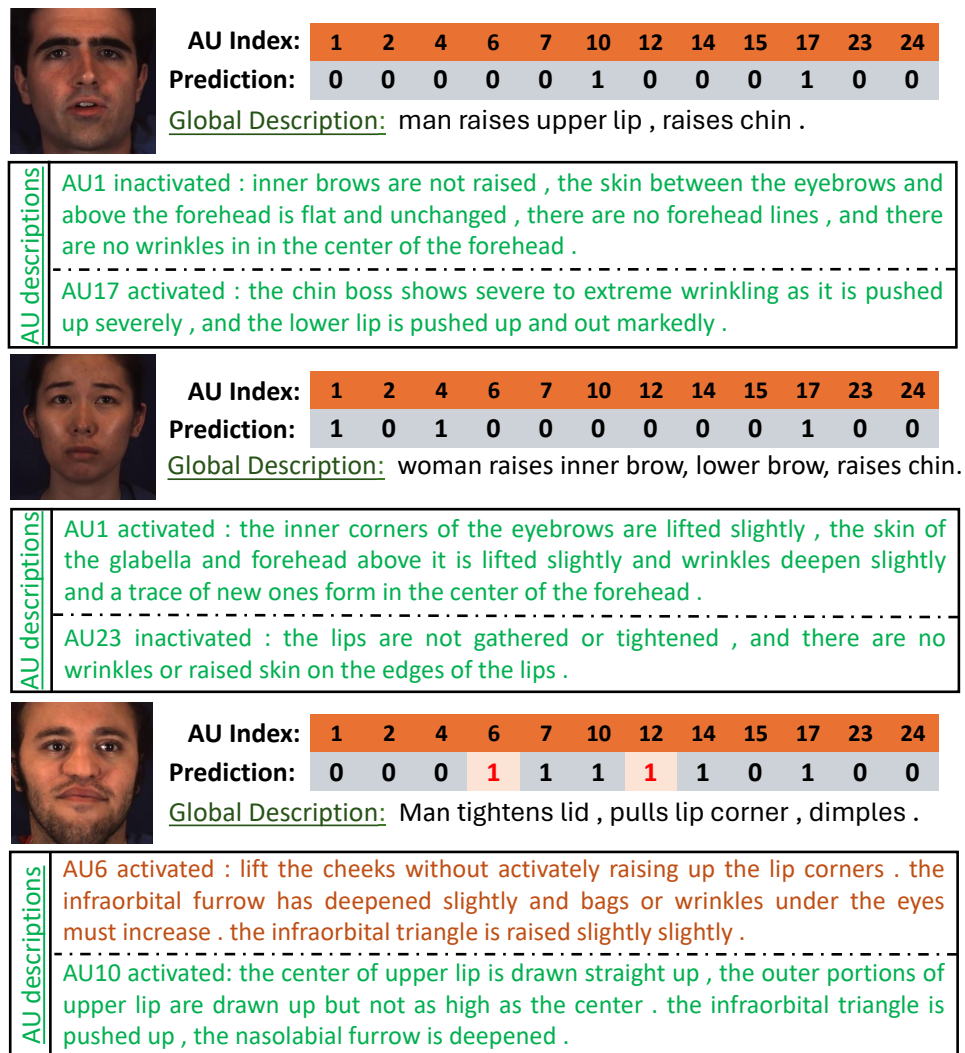 AU Index: 1 2 4 6 7 10 12 14 15 17 23 24
Prediction: 0 0 0 0 0 1 0 0 0 1 0 0
Global Description: man raises upper lip , raises chin .
AU descriptions
AU1 inactivated : inner brows are not raised , the skin between the eyebrows and
above the forehead is flat and unchanged , there are no forehead lines , and there
are no wrinkles in in the center of the forehead .
AU17 activated : the chin boss shows severe to extreme wrinkling as it is pushed
up severely , and the lower lip is pushed up and out markedly .
AU Index: 1 2 4 6 7 10 12 14 15 17 23 24
Prediction: 1 0 1 0 0 0 0 0 0 1 0 0
Global Description: woman raises inner brow, lower brow, raises chin.
AU descriptions
AU1 activated : the inner corners of the eyebrows are lifted slightly , the skin of
the glabella and forehead above it is lifted slightly and wrinkles deepen slightly
and a trace of new ones form in the center of the forehead .
AU23 inactivated : the lips are not gathered or tightened , and there are no
wrinkles or raised skin on the edges of the lips .
AU Index: 1 2 4 6 7 10 12 14 15 17 23 24
Prediction: 0 0 0 1 1 1 1 1 0 1 0 0
Global Description: Man tightens lid , pulls lip corner , dimples .
AU descriptions
AU6 activated : lift the cheeks without activately raising up the lip corners . the
infraorbital furrow has deepened slightly and bags or wrinkles under the eyes
must increase . the infraorbital triangle is raised slightly slightly .
AU10 activated: the center of upper lip is drawn straight up , the outer portions of
upper lip are drawn up but not as high as the center . the infraorbital triangle is
pushed up , the nasolabial furrow is deepened .